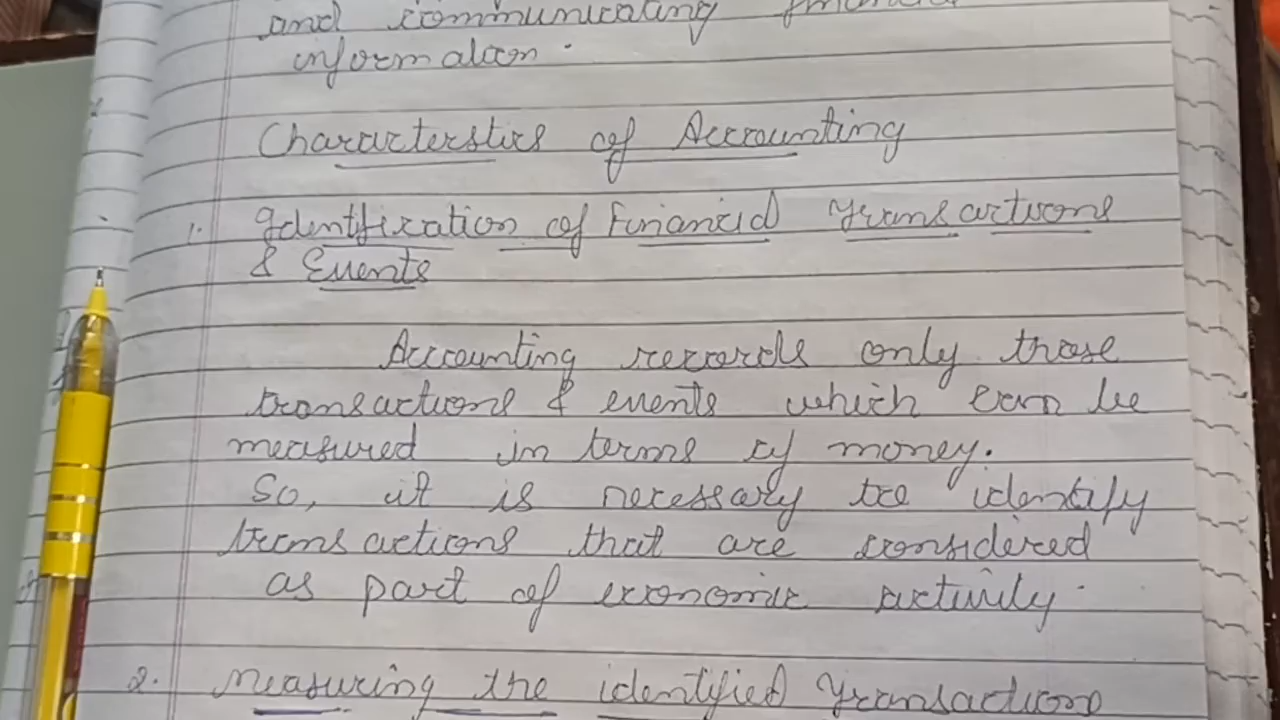 and communicating financial
information.
Characterstics of Accounting
1. Identification of Financial Transactions
& Events
Accounting records only those
transactions & events which can be
measured in terms of money.
So, it is necessary to identify
transactions that are considered
as part of economic activity.
2. Measuring the identified Transactions